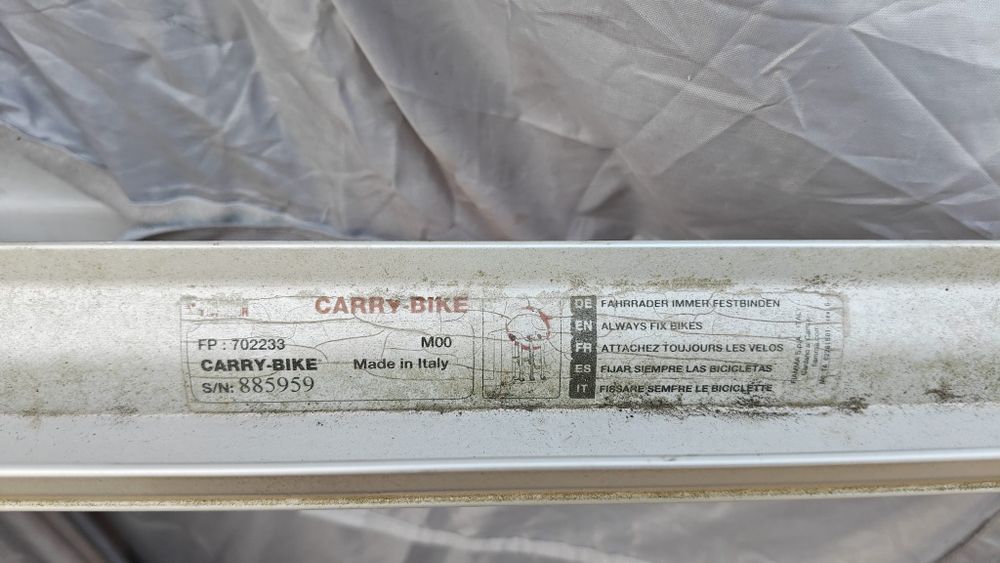 CARRY-BIKE
FP : 702233 M00
CARRY-BIKE Made in Italy
S/N: 885959
DE FAHRRADER IMMER FESTBINDEN
EN ALWAYS FIX BIKES
FR ATTACHEZ TOUJOURS LES VELOS
ES FIJAR SIEMPRE LAS BICICLETAS
IT FISSARE SEMPRE LE BICICLETTE